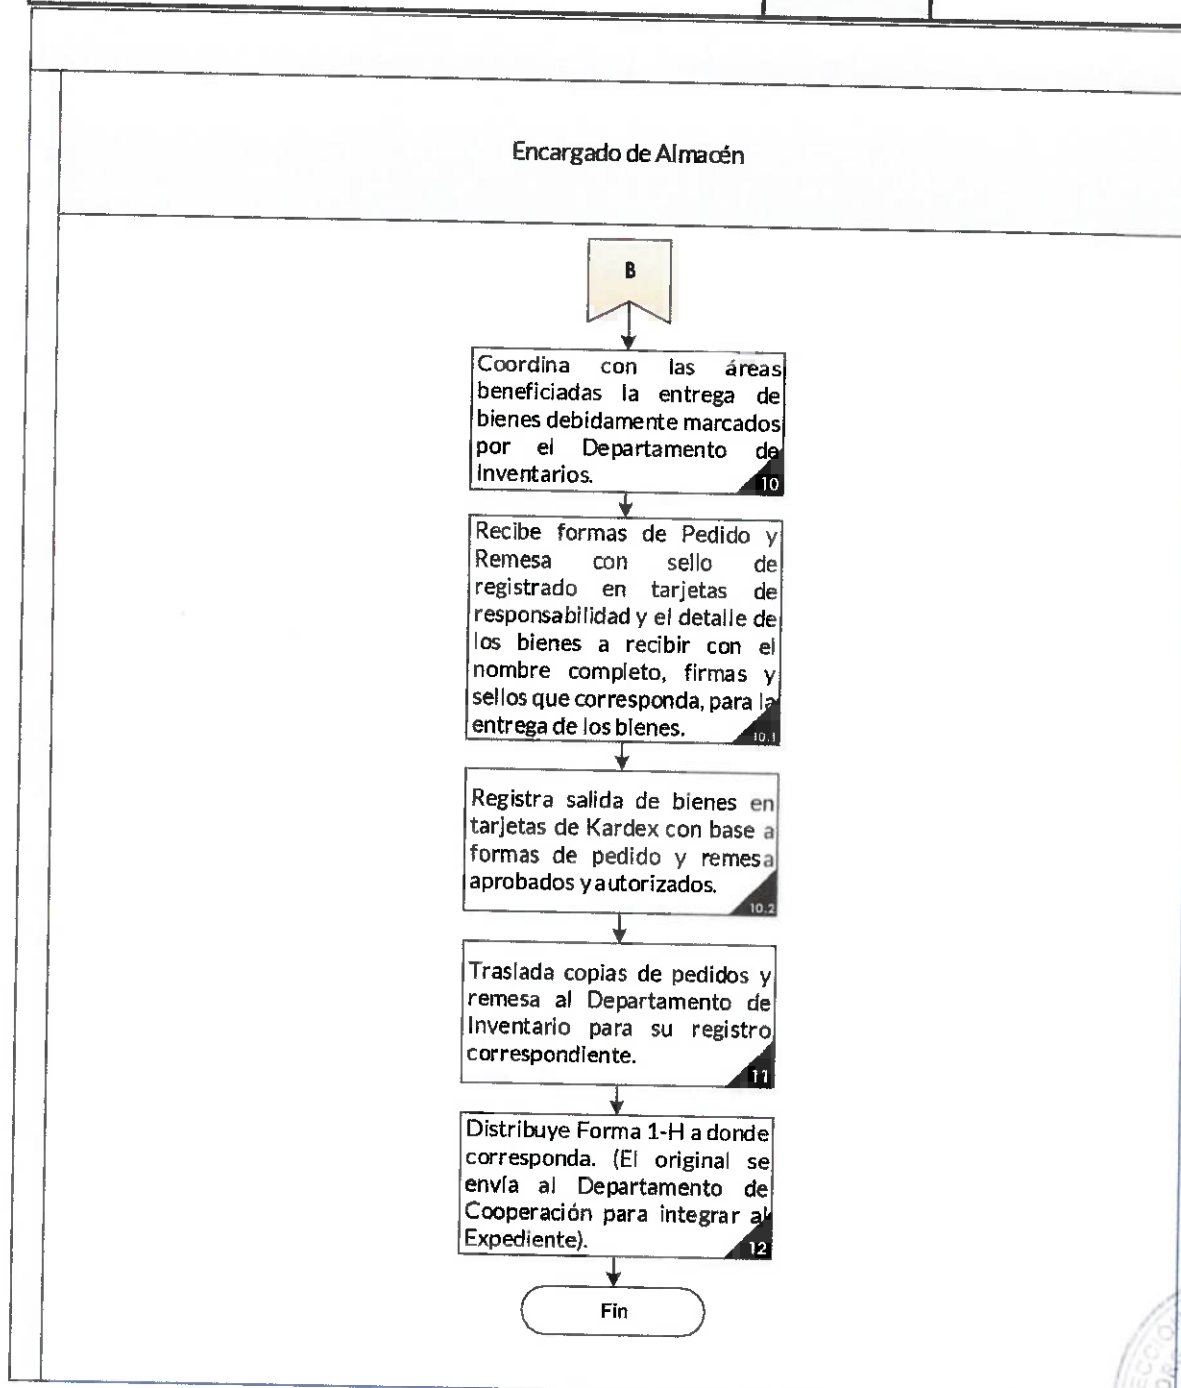 Encargado de Almacén
B
Coordina con las áreas
beneficiadas la entrega de
bienes debidamente marcados
por el Departamento de
Inventarios.
10
Recibe formas de Pedido y
Remesa con sello de
registrado en tarjetas de
responsabilidad y el detalle de
los bienes a recibir con el
nombre completo, firmas y
sellos que corresponda, para la
entrega de los bienes.
10.1
Registra salida de bienes en
tarjetas de Kardex con base a
formas de pedido y remesa
aprobados y autorizados.
10.2
Traslada copias de pedidos y
remesa al Departamento de
Inventario para su registro
correspondiente.
11
Distribuye Forma 1-H a donde
corresponda. (El original se
envía al Departamento de
Cooperación para integrar al
Expediente).
12
Fin